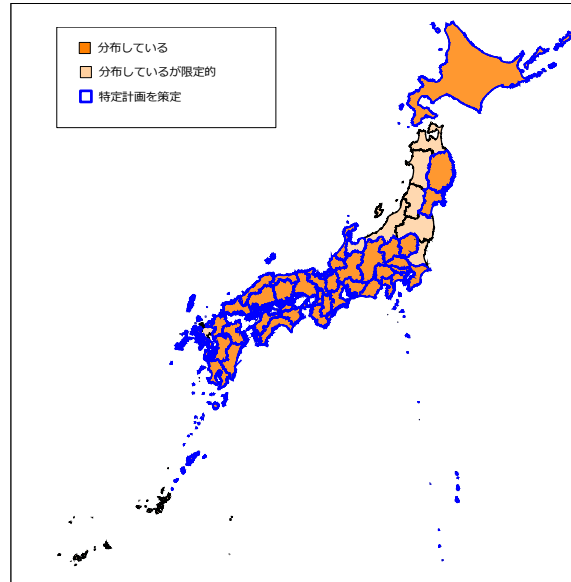 分布している
分布しているが限定的
特定計画を策定